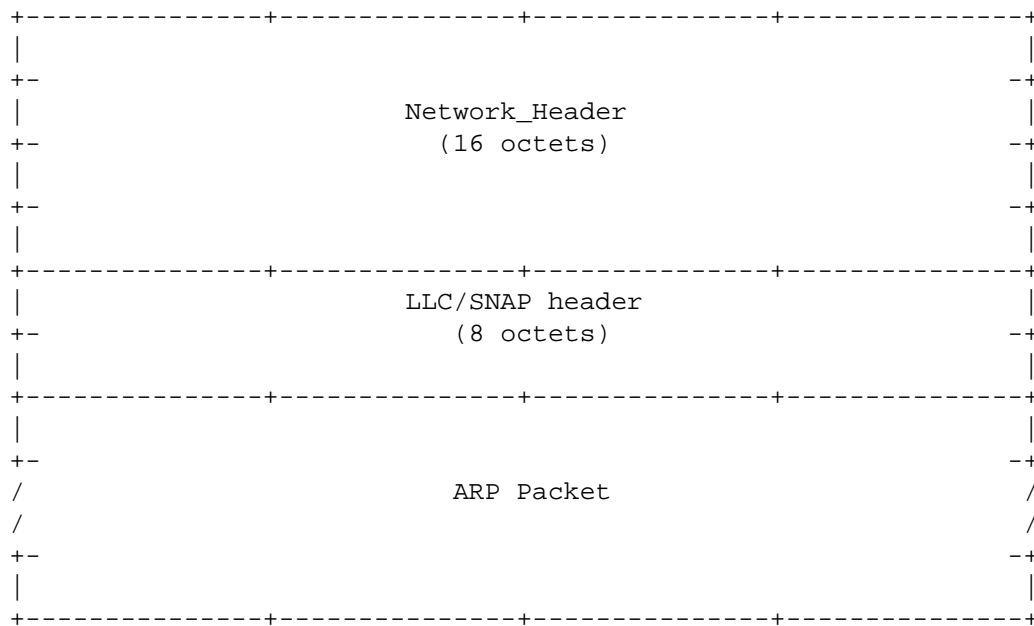 Network_Header
(16 octets)
LLC/SNAP header
(8 octets)
ARP Packet